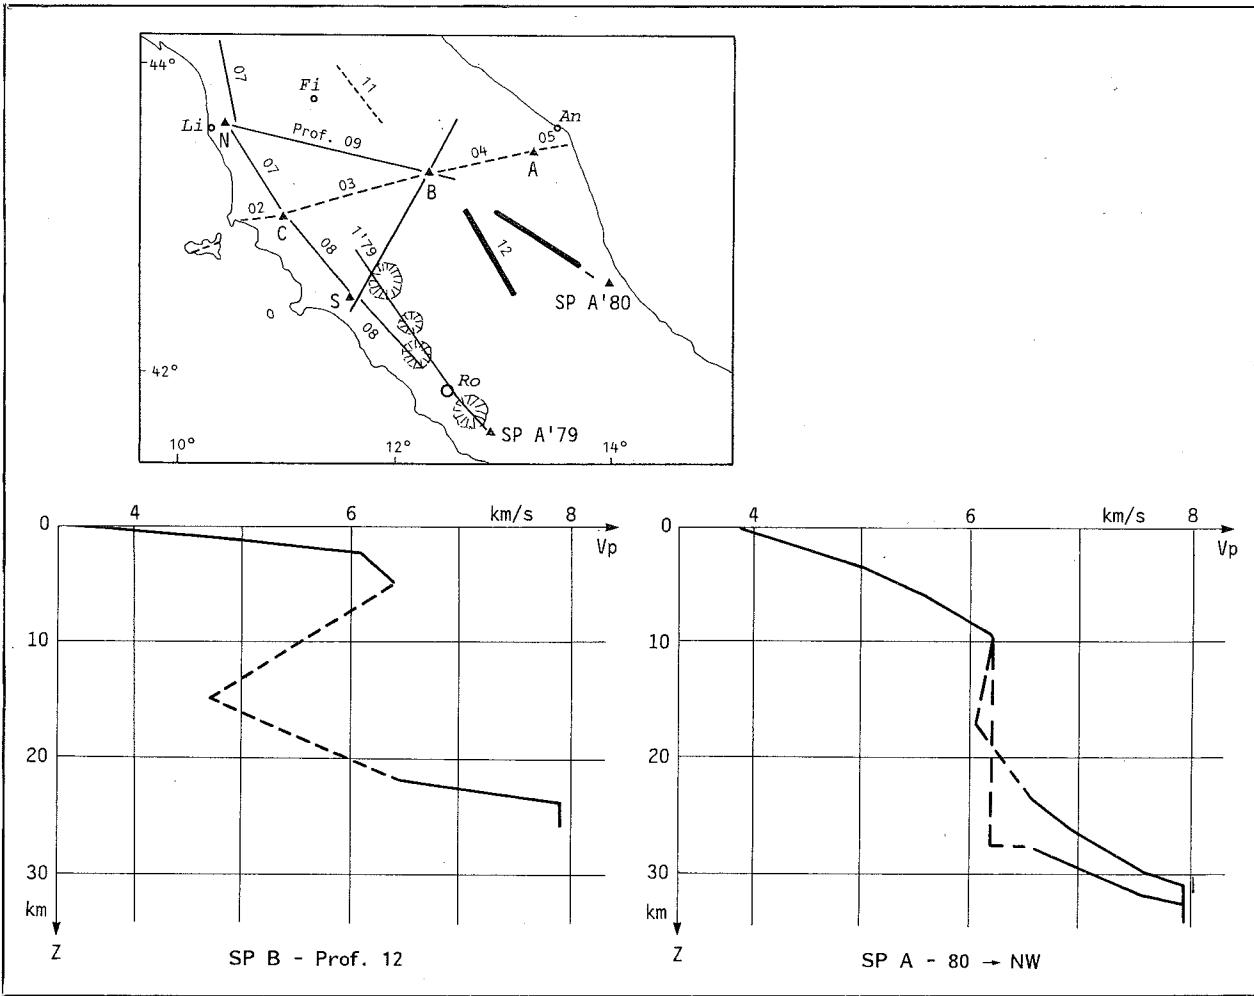 44°
07
Fi
11
An
Li
N
Prof. 09
05
04
A
07
03
B
02
C
08
1'79
12
S
SP A'80
08
42°
Ro
SP A'79
10°
12°
14°
0
4
6
km/s
8
Vp
10
20
30
km
Z
SP B - Prof. 12
0
4
6
km/s
8
Vp
10
20
30
km
Z
SP A - 80 → NW